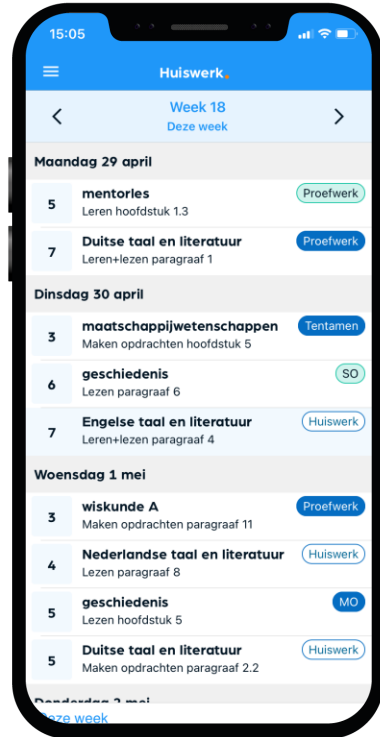 15:05
Huiswerk.
Week 18
Deze week
Maandag 29 april
5
mentorles
Proefwerk
Leren hoofdstuk 1.3
7
Duitse taal en literatuur
Proefwerk
Leren+lezen paragraaf 1
Dinsdag 30 april
3
maatschappijwetenschappen
Tentamen
Maken opdrachten hoofdstuk 5
6
geschiedenis
SO
Lezen paragraaf 6
7
Engelse taal en literatuur
Huiswerk
Leren+lezen paragraaf 4
Woensdag 1 mei
3
wiskunde A
Proefwerk
Maken opdrachten paragraaf 11
4
Nederlandse taal en literatuur
Huiswerk
Lezen paragraaf 8
5
geschiedenis
MO
Lezen hoofdstuk 5
5
Duitse taal en literatuur
Huiswerk
Maken opdrachten paragraaf 2.2
Donderdag 2 mei
Deze week